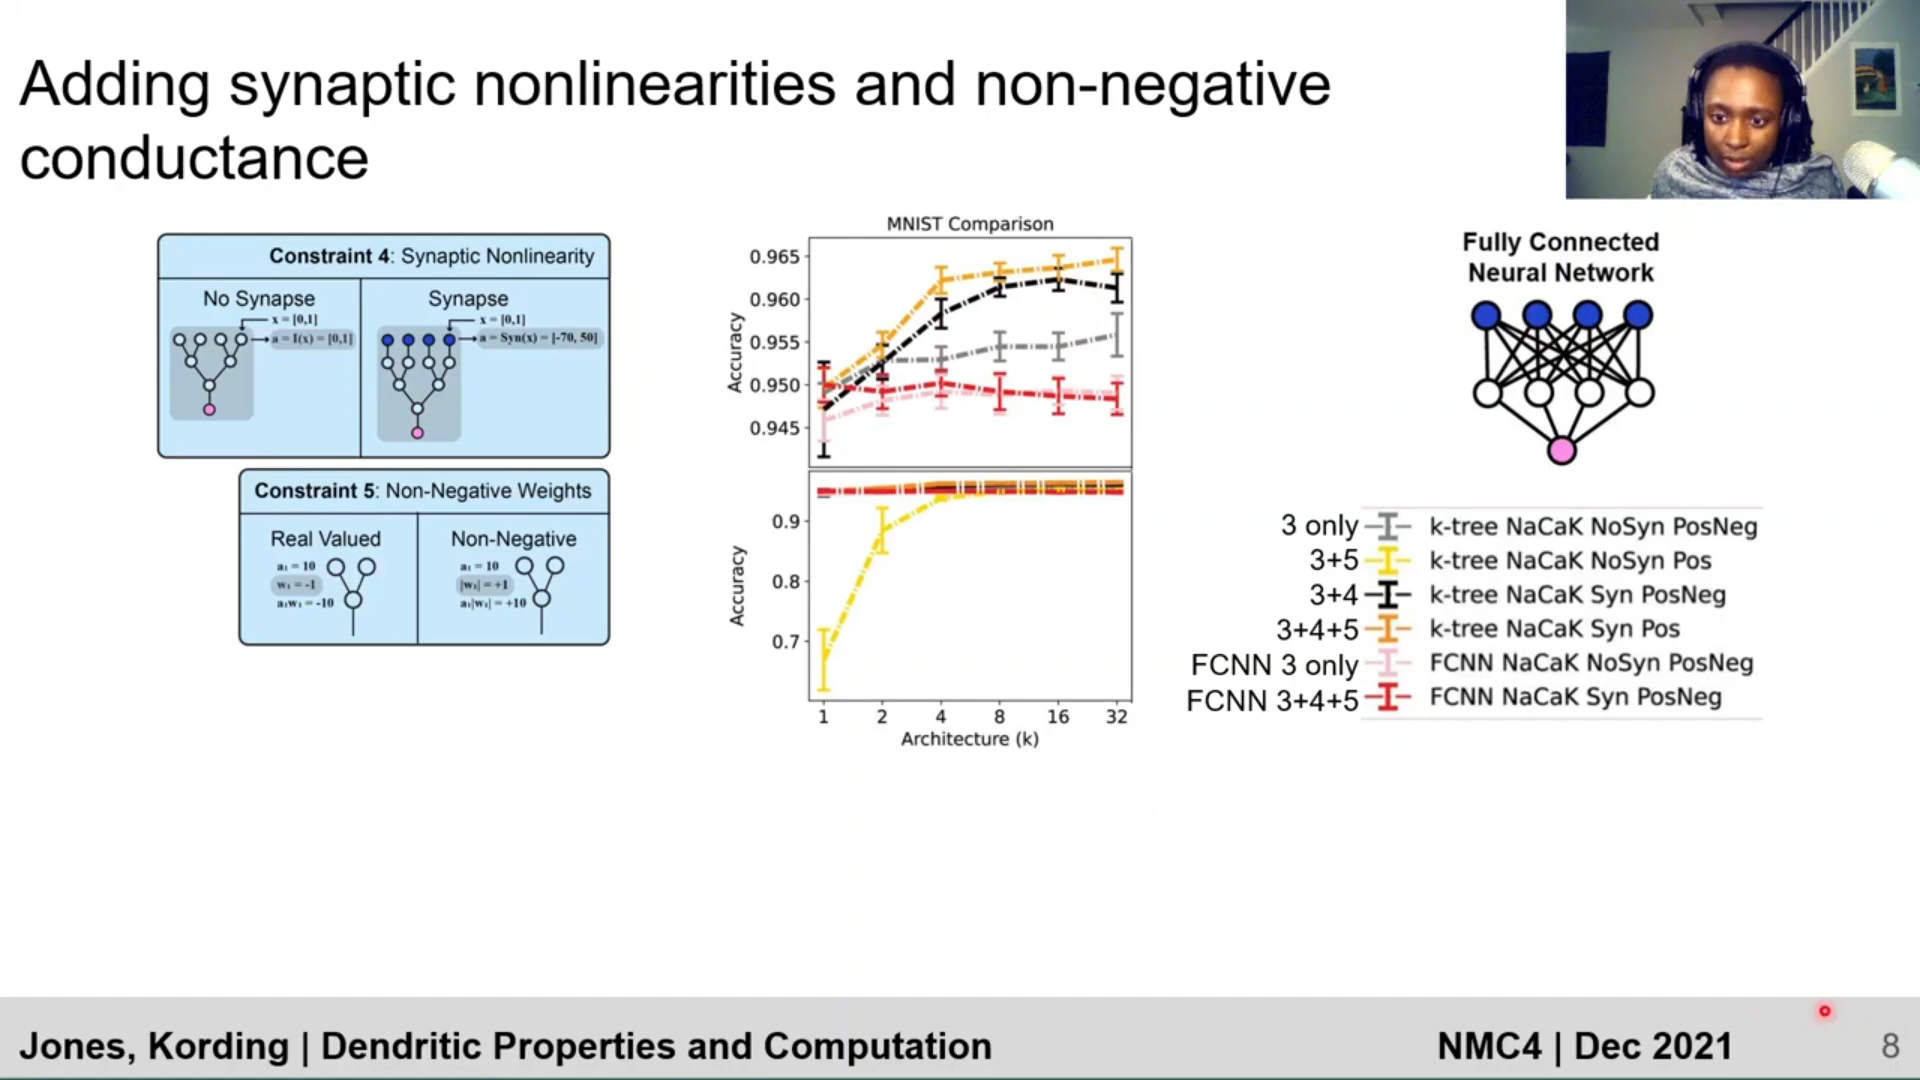 Adding synaptic nonlinearities and non-negative
conductance
Constraint 4: Synaptic Nonlinearity
No Synapse
x = [0,1]
a = I(x) = [0,1]
Synapse
x = [0,1]
a = Syn(x) = [-70, 50]
Constraint 5: Non-Negative Weights
Real Valued
a₁ = 10
w₁ = -1
a₁w₁ = -10
Non-Negative
a₁ = 10
|w₁| = +1
a₁|w₁| = +10
MNIST Comparison
Accuracy
0.965
0.960
0.955
0.950
0.945
Accuracy
0.9
0.8
0.7
1 2 4 8 16 32
Architecture (k)
Fully Connected
Neural Network
3 only k-tree NaCaK NoSyn PosNeg
3+5 k-tree NaCaK NoSyn Pos
3+4 k-tree NaCaK Syn PosNeg
3+4+5 k-tree NaCaK Syn Pos
FCNN 3 only FCNN NaCaK NoSyn PosNeg
FCNN 3+4+5 FCNN NaCaK Syn PosNeg
Jones, Kording | Dendritic Properties and Computation
NMC4 | Dec 2021
8